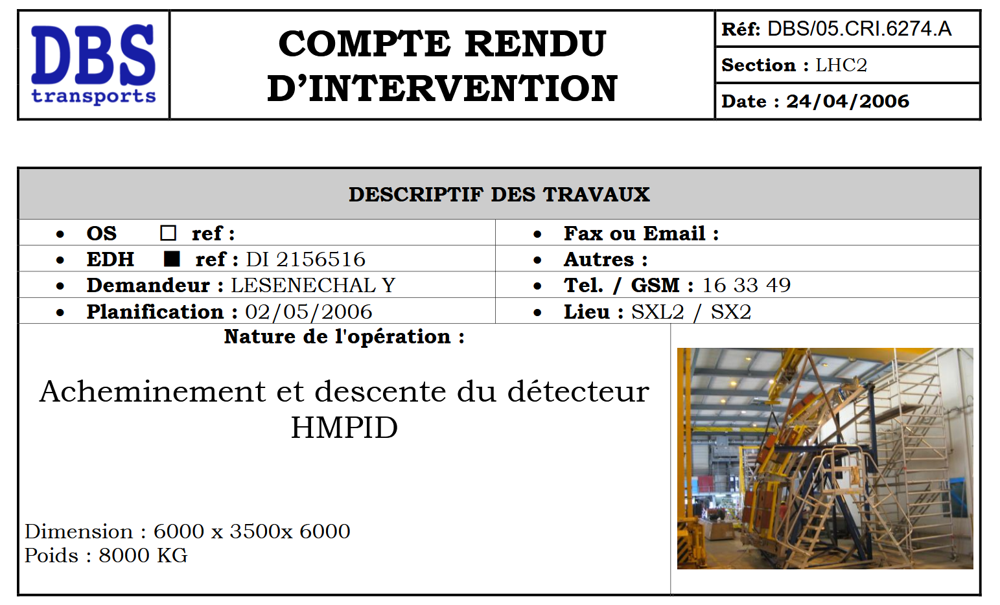 DBS
transports
COMPTE RENDU
D’INTERVENTION
Réf: DBS/05.CRI.6274.A
Section : LHC2
Date : 24/04/2006
DESCRIPTIF DES TRAVAUX
• OS ☐ ref :
• Fax ou Email :
• EDH ■ ref : DI 2156516
• Autres :
• Demandeur : LESENECHAL Y
• Tel. / GSM : 16 33 49
• Planification : 02/05/2006
• Lieu : SXL2 / SX2
Nature de l'opération :
Acheminement et descente du détecteur
HMPID
Dimension : 6000 x 3500x 6000
Poids : 8000 KG